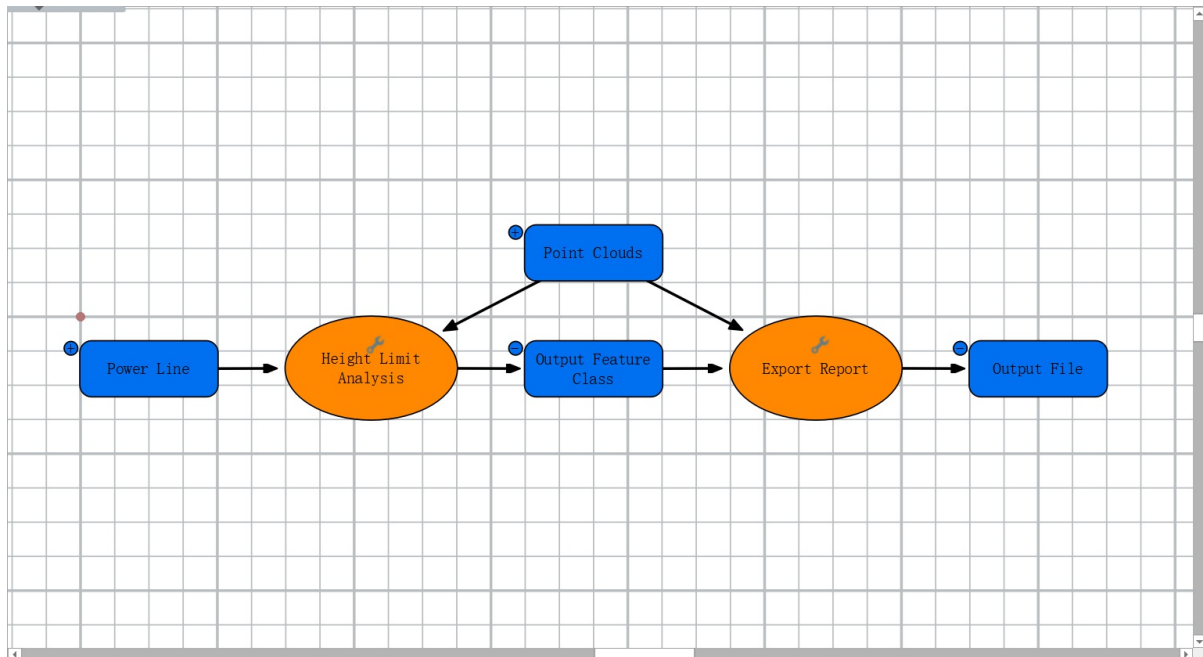 Point Clouds
Power Line
Height Limit
Analysis
Output Feature
Class
Export Report
Output File